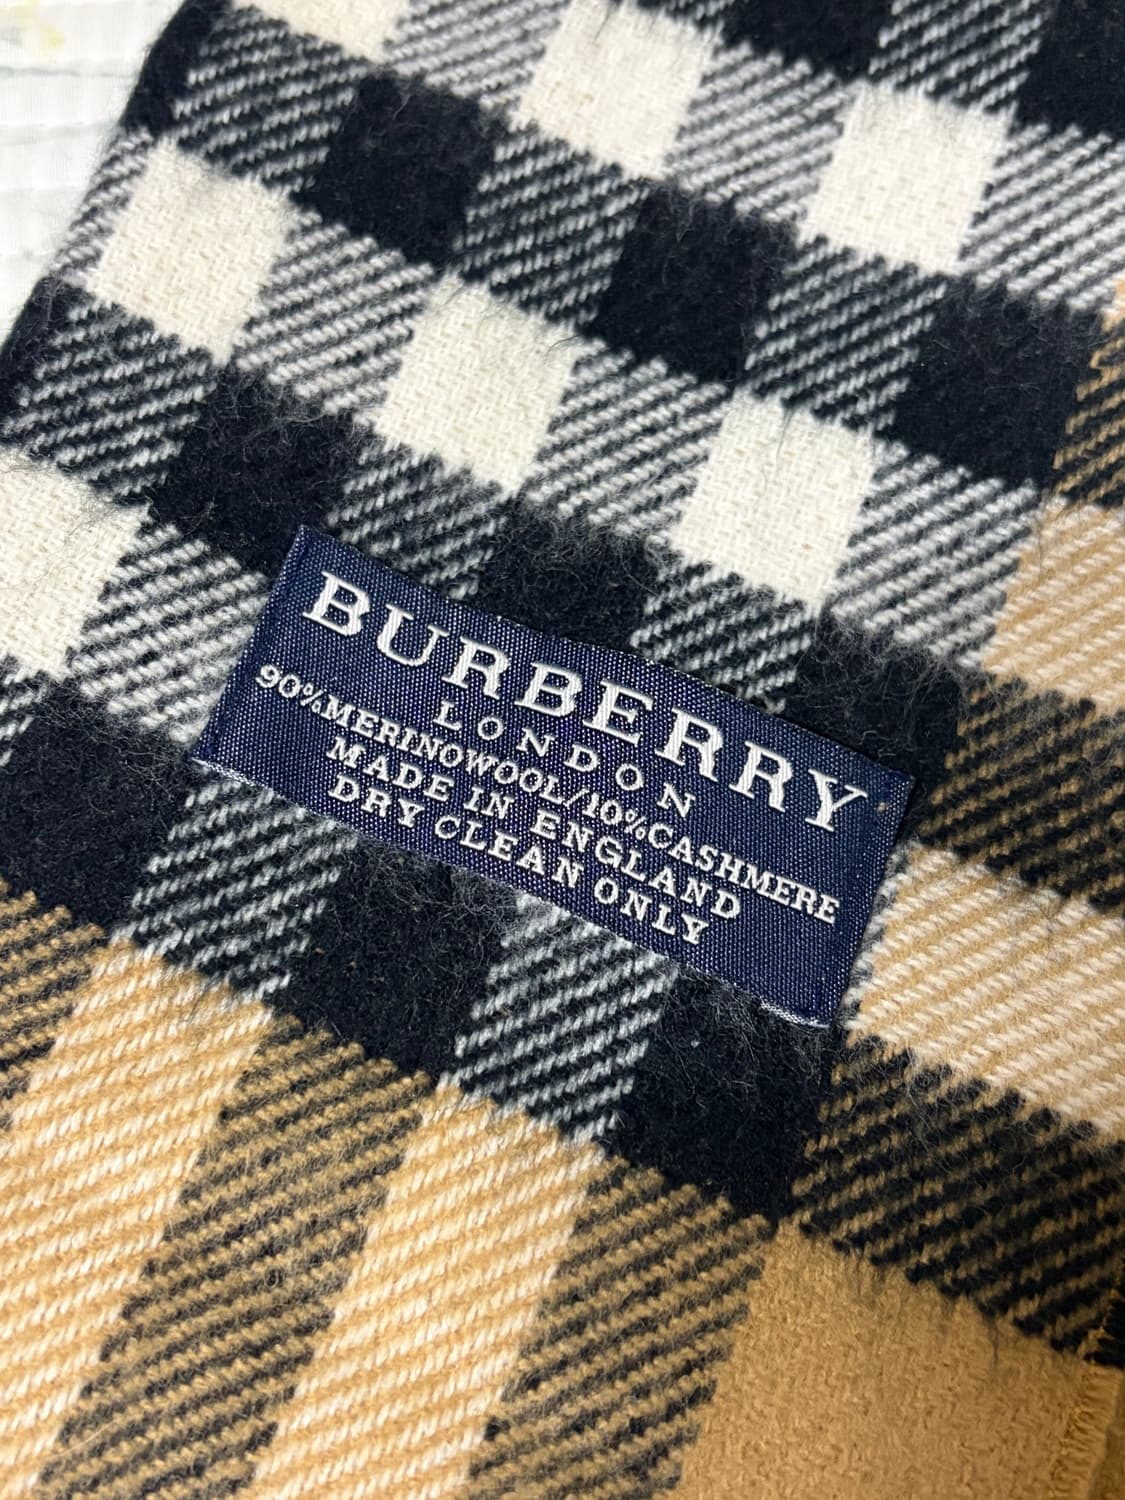 BURBERRY
LONDON
90%MERINOWOOL/10%CASHMERE
MADE IN ENGLAND
DRY CLEAN ONLY